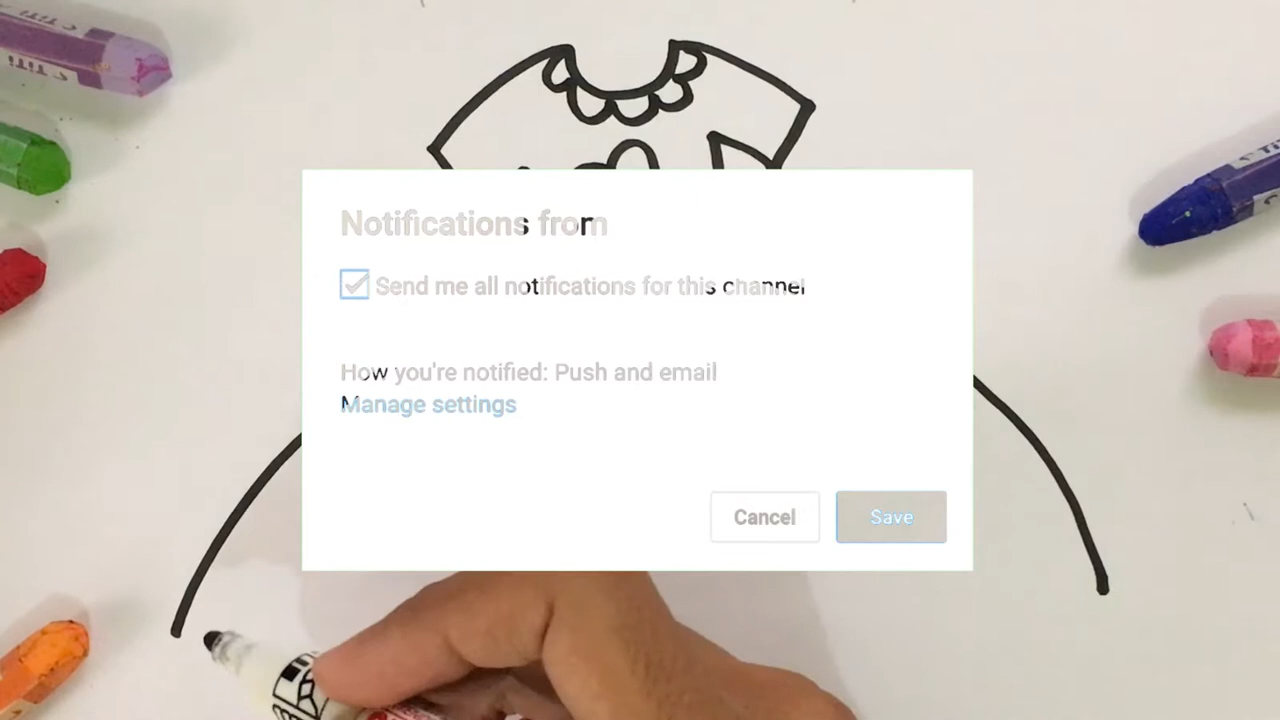 Notifications from
Send me all notifications for this channel
How you're notified: Push and email
Manage settings
Cancel
Save